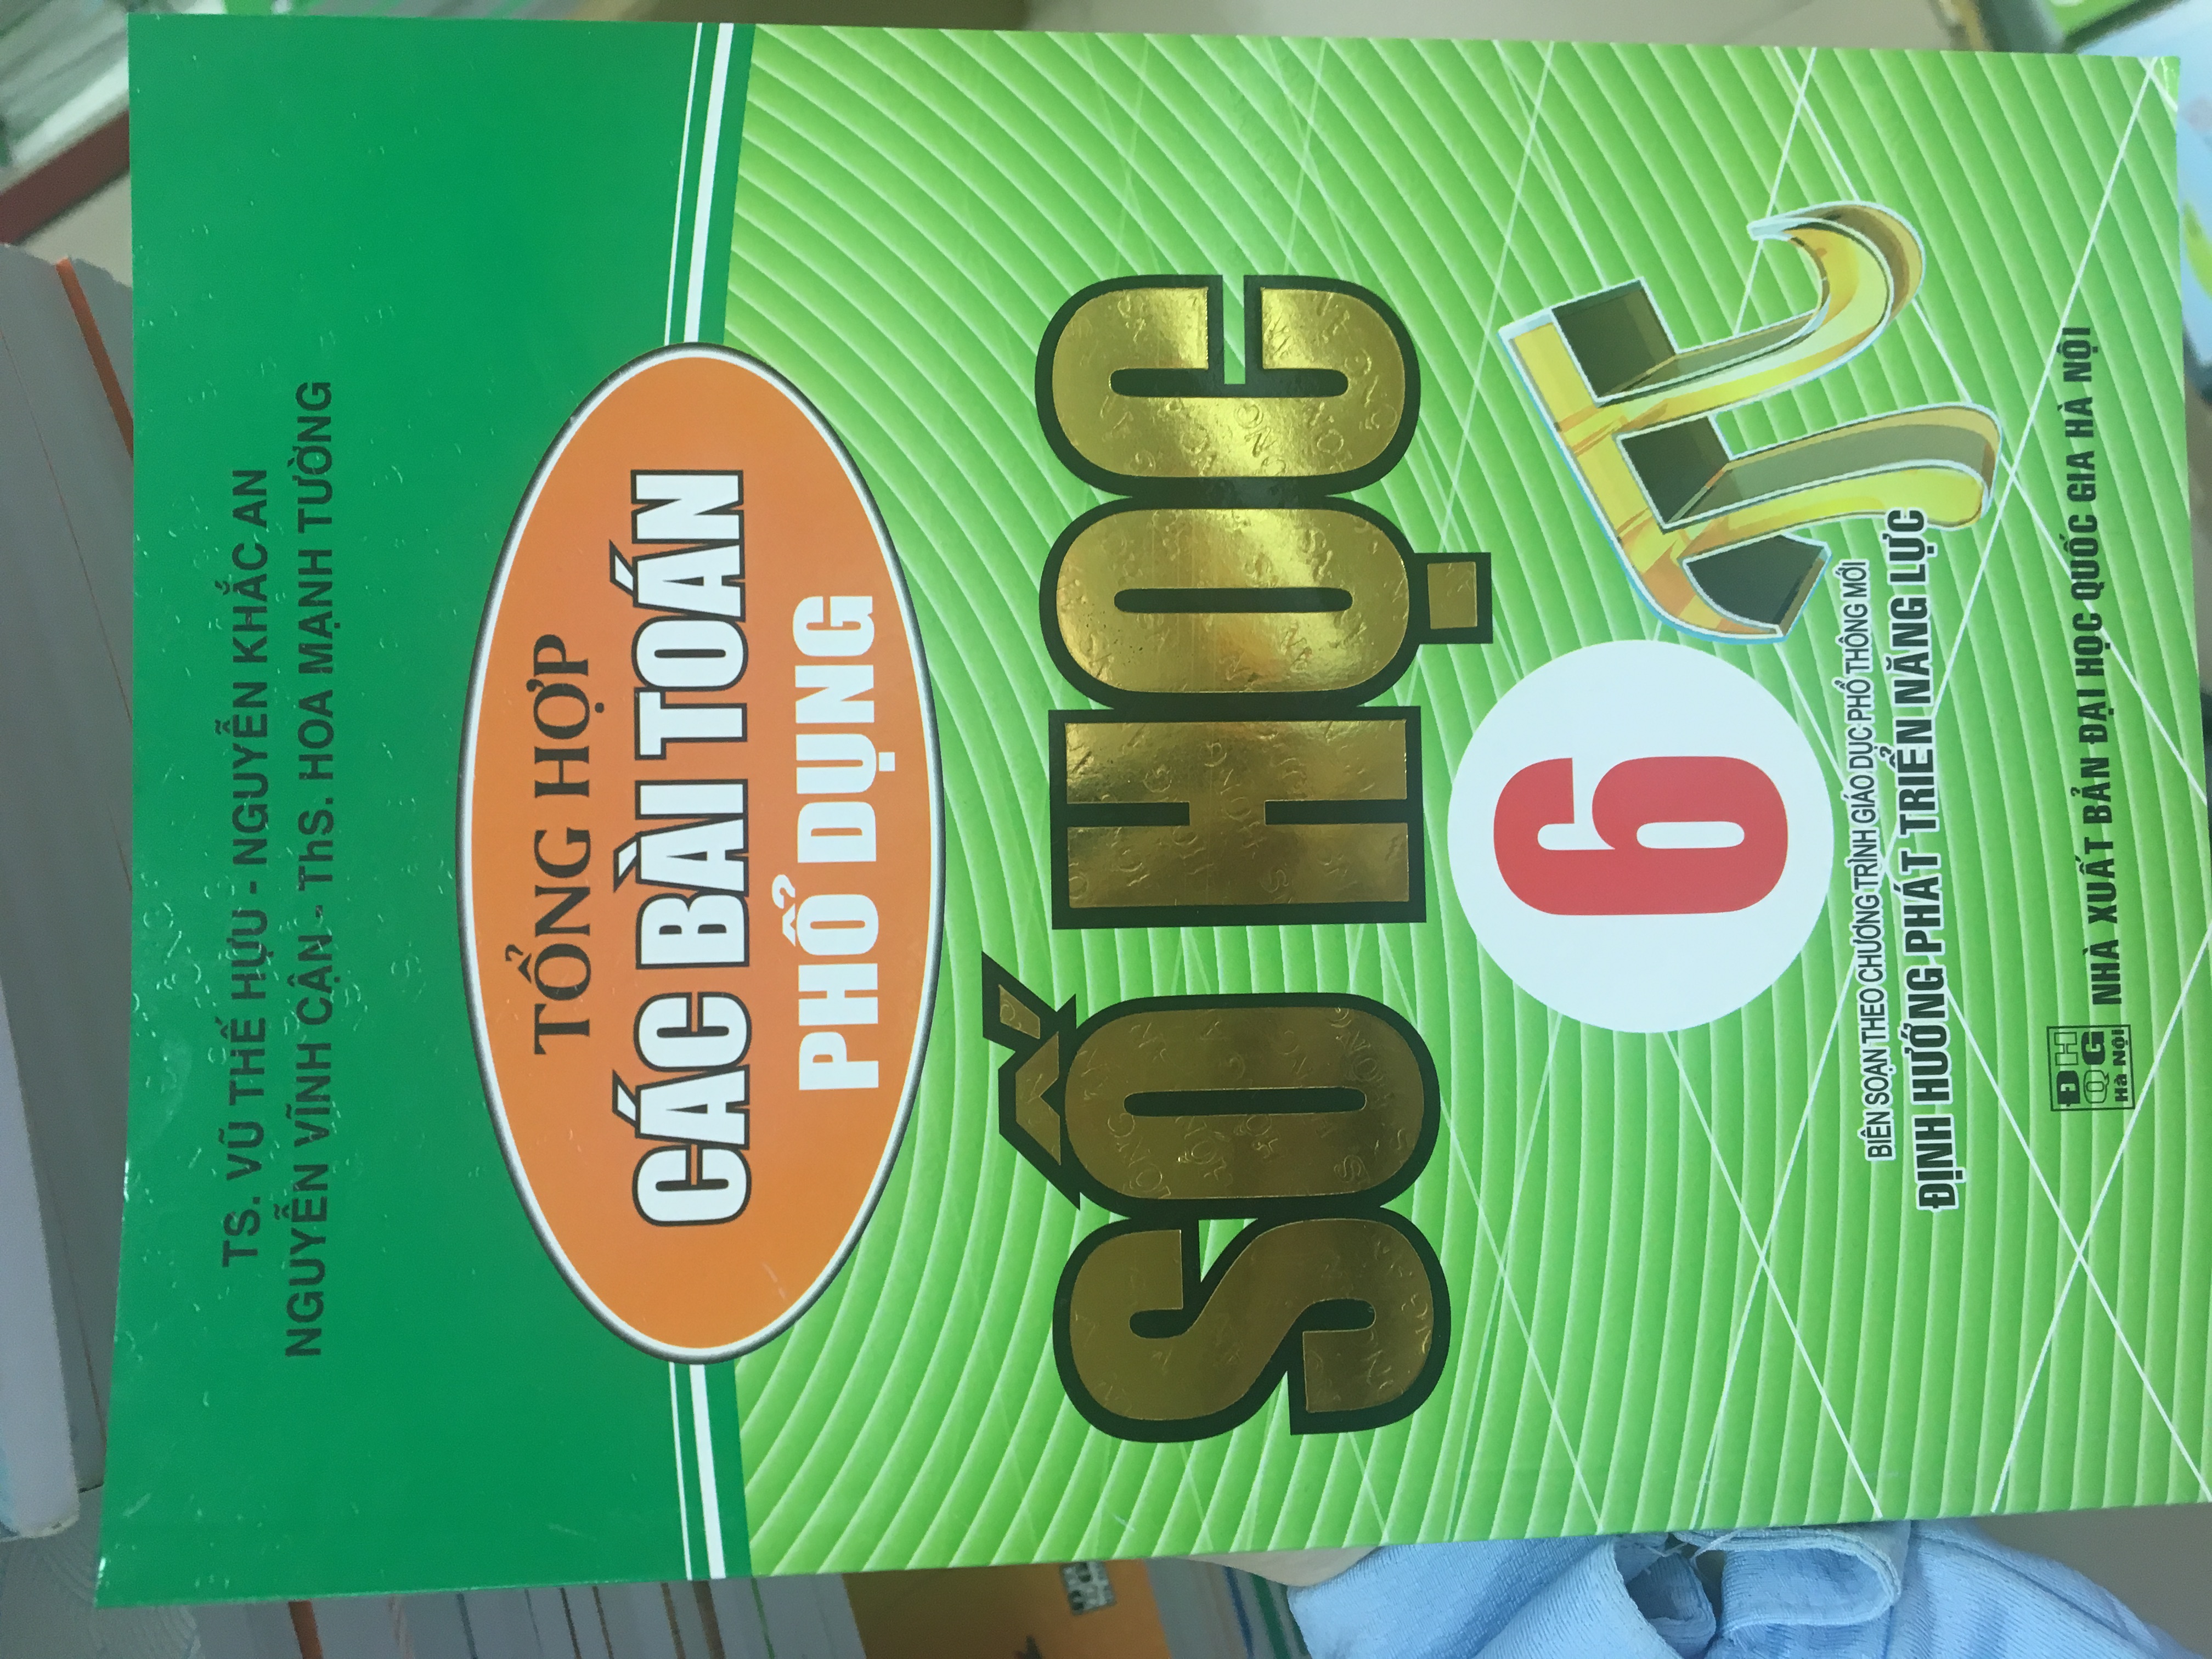 TS. VŨ THẾ HỰU - NGUYỄN KHẮC AN
NGUYỄN VĨNH CẬN - ThS. HOA MẠNH TƯỜNG
TỔNG HỢP
CÁC BÀI TOÁN
PHỔ DỤNG
SỐ HỌC
6
π
BIÊN SOẠN THEO CHƯƠNG TRÌNH GIÁO DỤC PHỔ THÔNG MỚI
ĐỊNH HƯỚNG PHÁT TRIỂN NĂNG LỰC
ĐH
QG
Hà Nội
NHÀ XUẤT BẢN ĐẠI HỌC QUỐC GIA HÀ NỘI